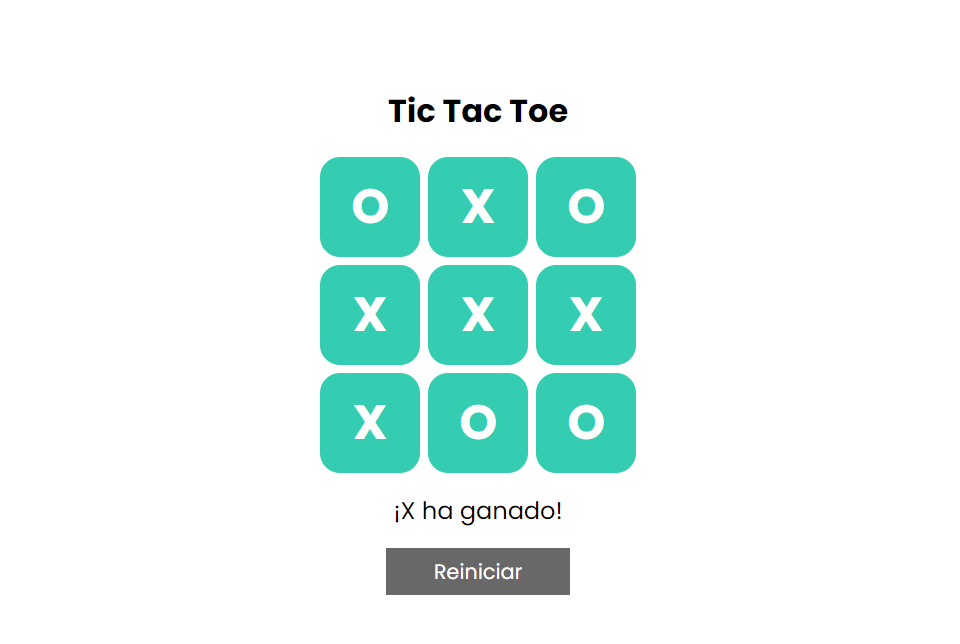 Tic Tac Toe
O X O
X X X
X O O
¡X ha ganado!
Reiniciar